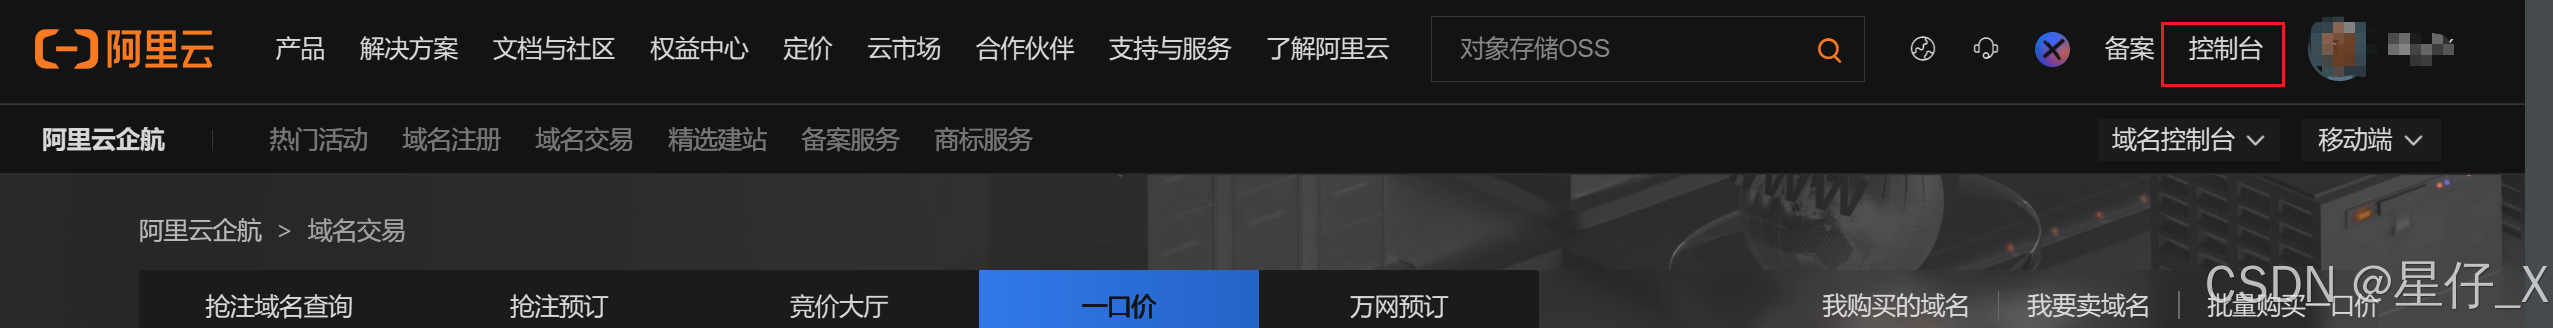 阿里云 产品 解决方案 文档与社区 权益中心 定价 云市场 合作伙伴 支持与服务 了解阿里云 对象存储OSS 备案 控制台
阿里云企航 热门活动 域名注册 域名交易 精选建站 备案服务 商标服务 域名控制台 移动端
WW
阿里云企航 > 域名交易
抢注域名查询 抢注预订 竞价大厅 一口价 万网预订 我购买的域名 我要卖域名 批量购买一口价
CSDN @星仔_X